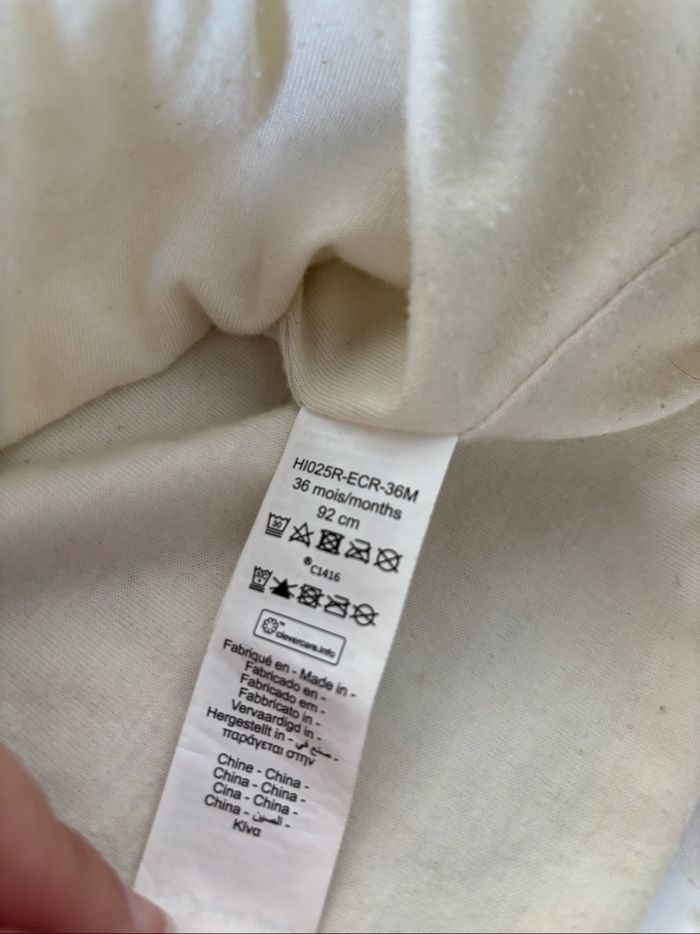 HI025R-ECR-36M
36 mois/months
92 cm
30
®C1416
30
clevercare.info
Fabriqué en - Made in -
Fabricado en -
Fabricado em -
Fabbricato in -
Vervaardigd in -
Hergestellt in - صنع في -
παράγεται στην
Chine - China -
China - China -
Cina - China -
China - الصين -
Κίνα